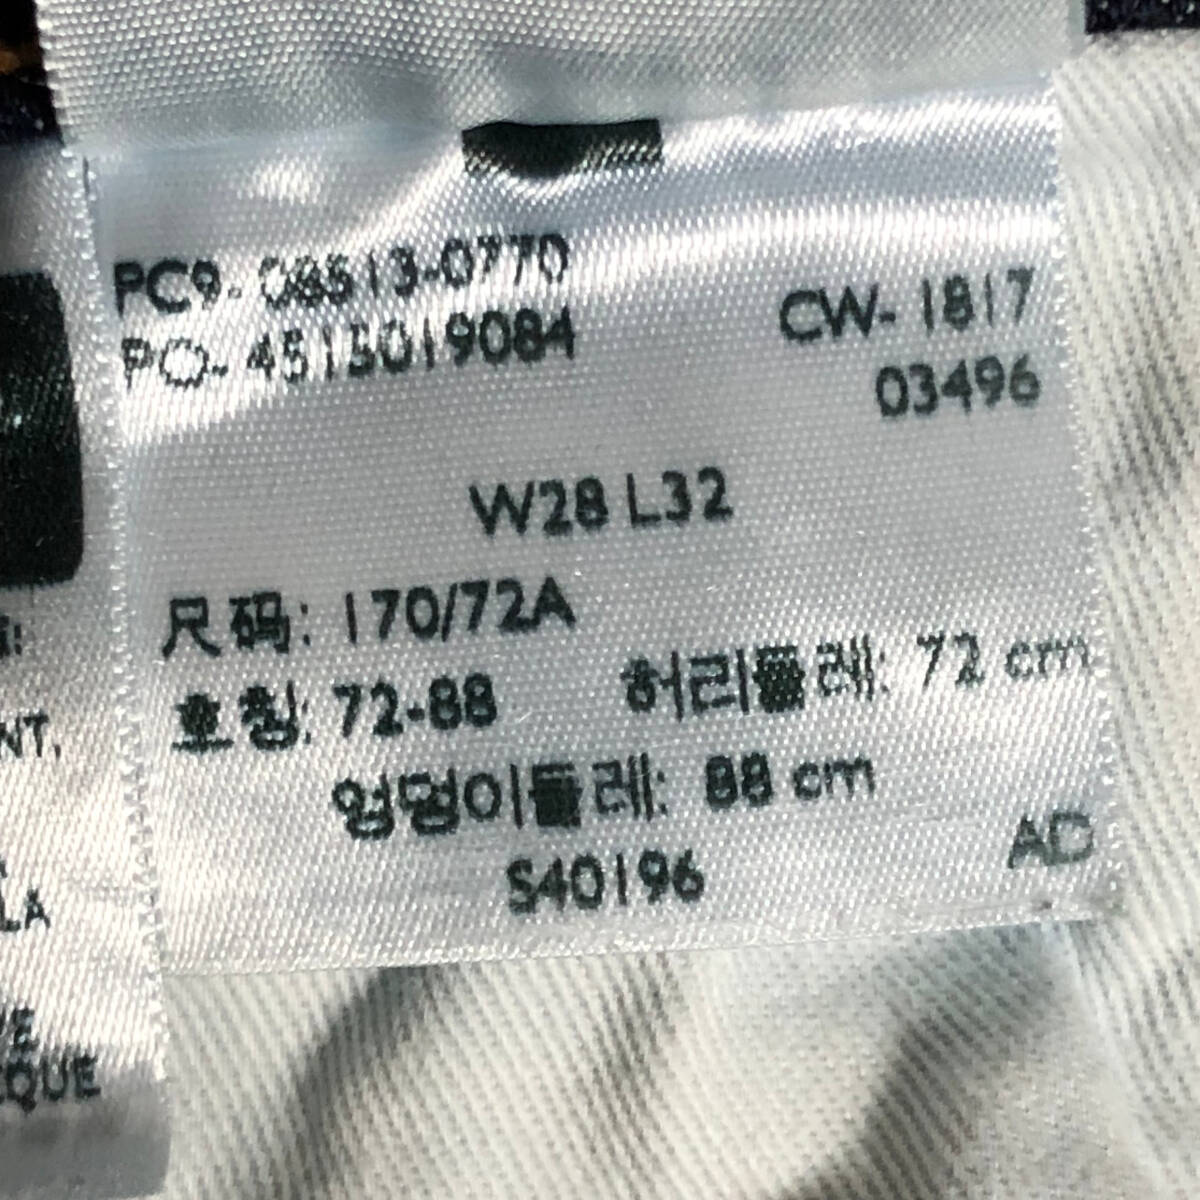 PC9-08513-0770
PO-4515019084
CW-1817
03496
W28 L32
尺码: 170/72A
호칭: 72-88 허리둘레: 72 cm
엉덩이둘레: 88 cm
S40196
AD
NT,
LA
QUE